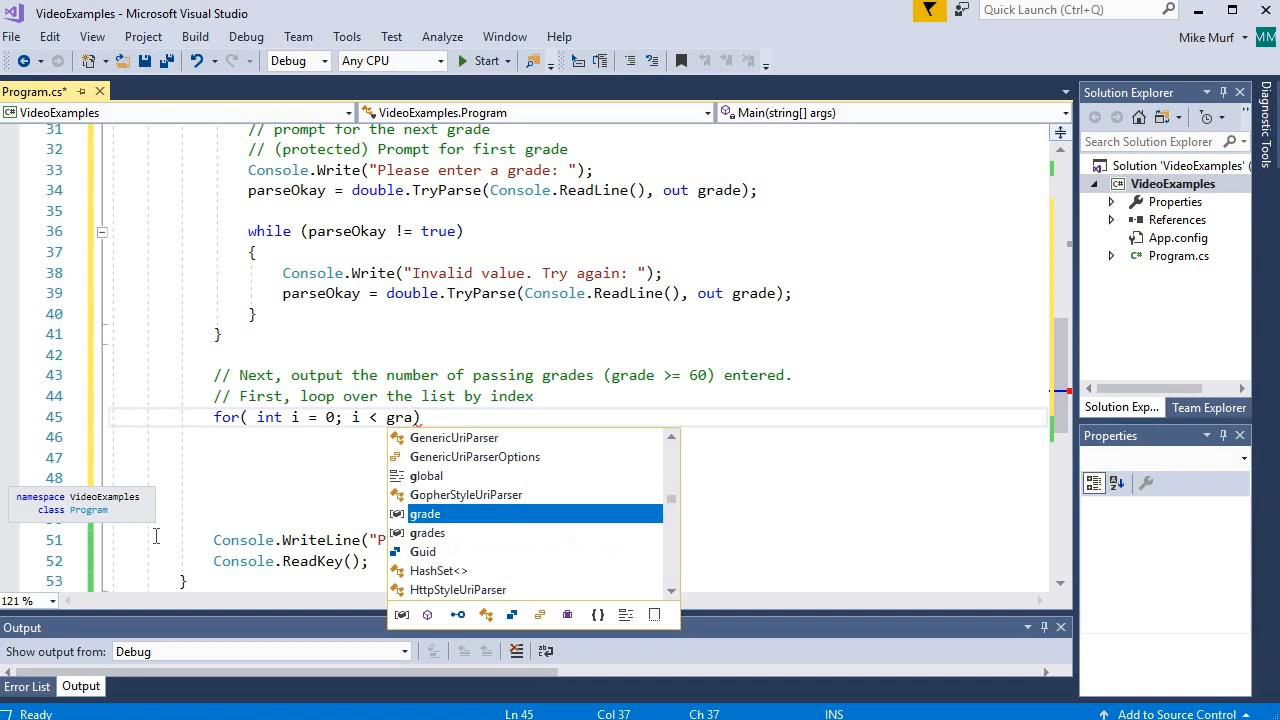 VideoExamples - Microsoft Visual Studio
Quick Launch (Ctrl+Q)
File Edit View Project Build Debug Team Tools Test Analyze Window Help
Mike Murf MM
Debug Any CPU Start
Program.cs*
VideoExamples VideoExamples.Program Main(string[] args)
31 // prompt for the next grade
32 // (protected) Prompt for first grade
33 Console.Write("Please enter a grade: ");
34 parseOkay = double.TryParse(Console.ReadLine(), out grade);
35
36 while (parseOkay != true)
37 {
38 Console.Write("Invalid value. Try again: ");
39 parseOkay = double.TryParse(Console.ReadLine(), out grade);
40 }
41 }
42
43 // Next, output the number of passing grades (grade >= 60) entered.
44 // First, loop over the list by index
45 for( int i = 0; i < gra)
46
47
48
51 Console.WriteLine("P
52 Console.ReadKey();
53 }
GenericUriParser
GenericUriParserOptions
global
GopherStyleUriParser
grade
grades
Guid
HashSet<>
HttpStyleUriParser
namespace VideoExamples
class Program
121 %
Solution Explorer
Search Solution Explorer
Solution 'VideoExamples' (
VideoExamples
Properties
References
App.config
Program.cs
Solution Exp... Team Explorer
Properties
Diagnostic Tools
Output
Show output from: Debug
Error List Output
Ready Ln 45 Col 37 Ch 37 INS Add to Source Control